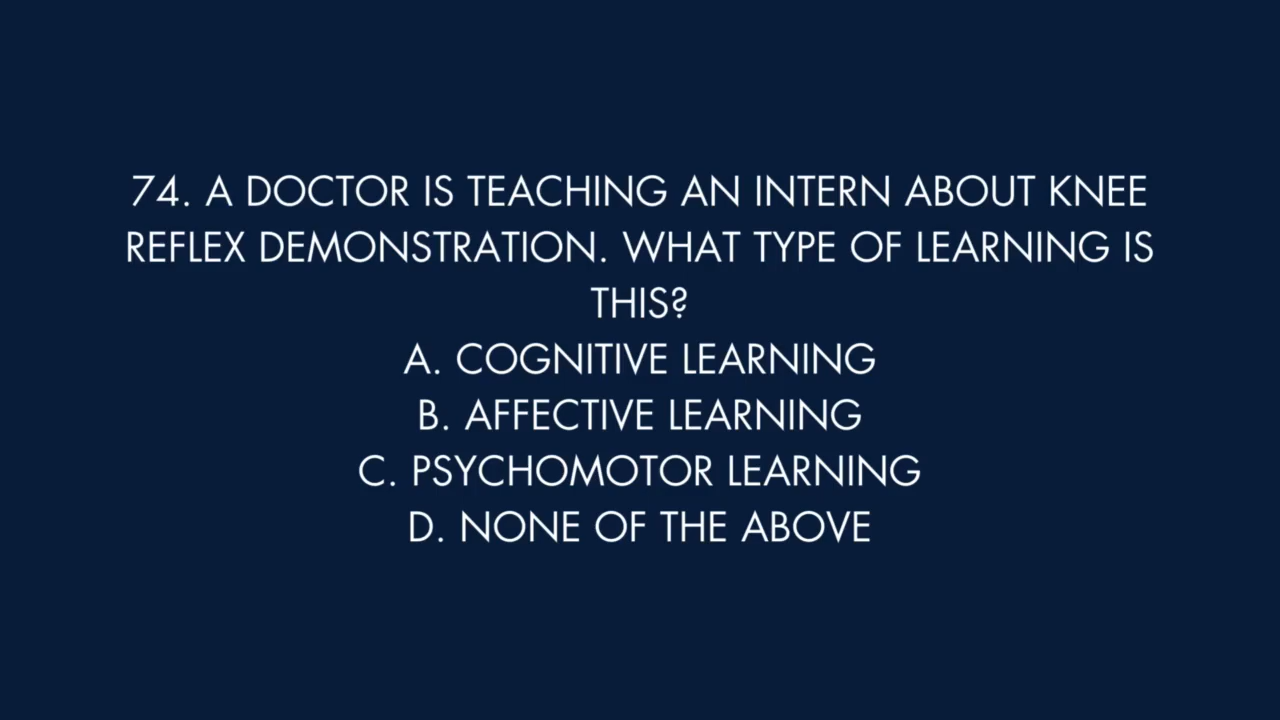 74. A DOCTOR IS TEACHING AN INTERN ABOUT KNEE
REFLEX DEMONSTRATION. WHAT TYPE OF LEARNING IS
THIS?
A. COGNITIVE LEARNING
B. AFFECTIVE LEARNING
C. PSYCHOMOTOR LEARNING
D. NONE OF THE ABOVE